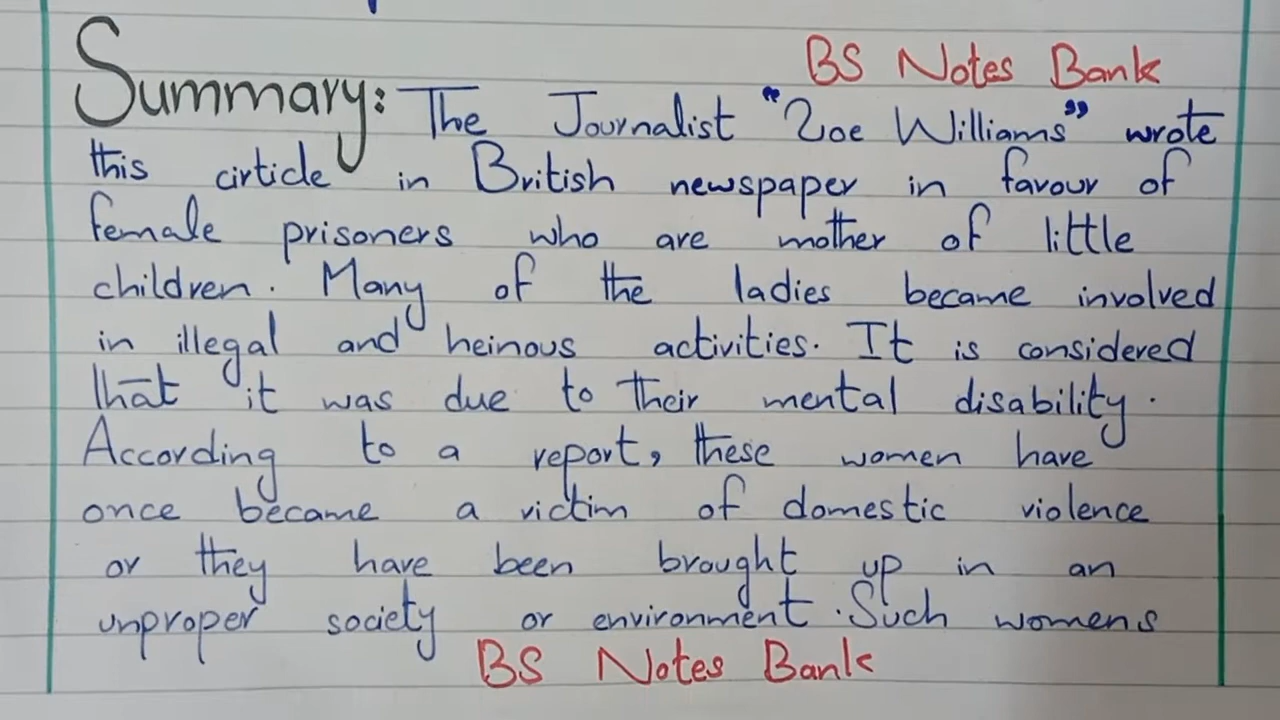 BS Notes Bank
Summary: The Journalist "Zoe Williams" wrote
this article in British newspaper in favour of
female prisoners who are mother of little
children. Many of the ladies became involved
in illegal and heinous activities. It is considered
that it was due to their mental disability.
According to a report, these women have
once became a victim of domestic violence
or they have been brought up in an
unproper society or environment. Such womens
BS Notes Bank